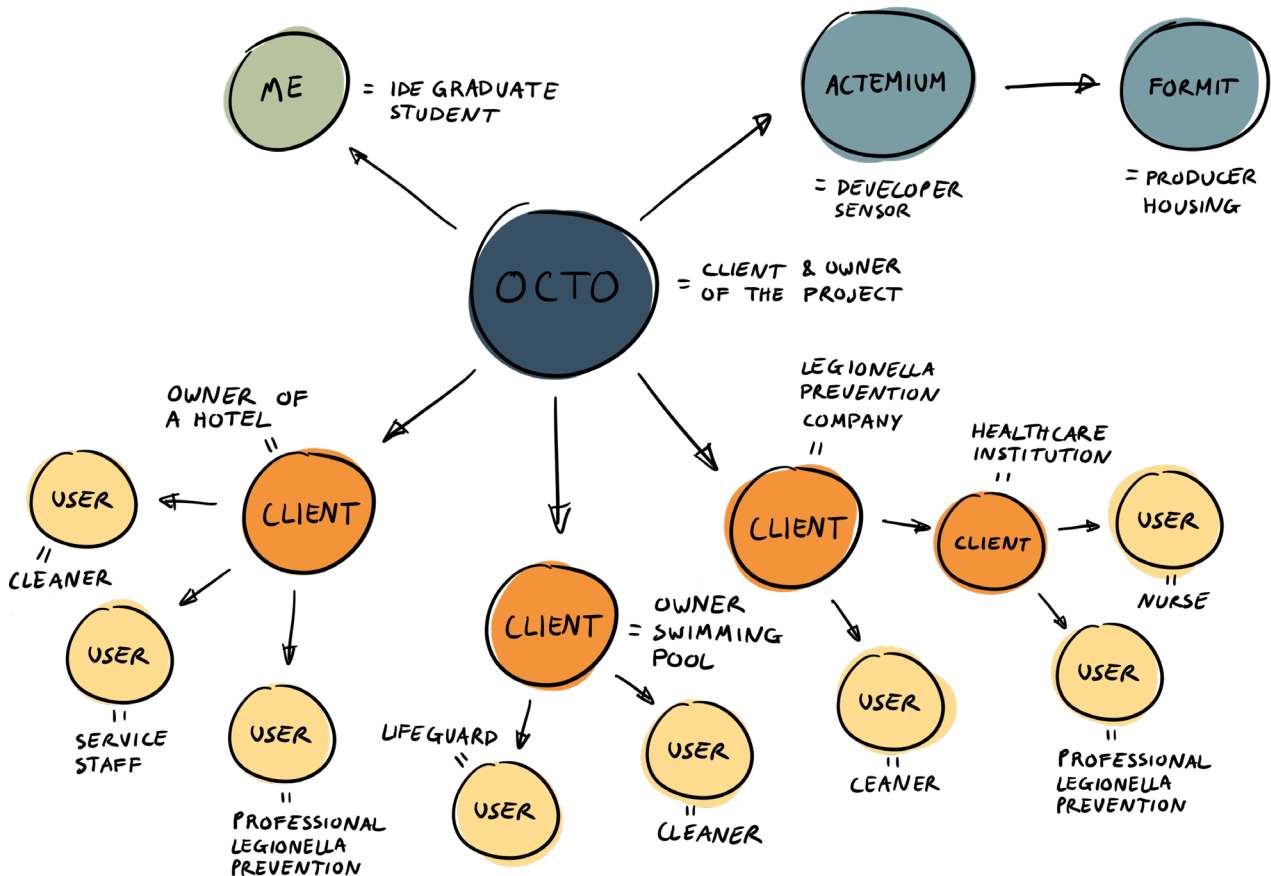 ME
= IDE GRADUATE
STUDENT
ACTEMIUM
= DEVELOPER
SENSOR
FORMIT
= PRODUCER
HOUSING
OCTO
= CLIENT & OWNER
OF THE PROJECT
OWNER OF
A HOTEL
=
CLIENT
USER
=
CLEANER
USER
=
SERVICE
STAFF
USER
=
PROFESSIONAL
LEGIONELLA
PREVENTION
CLIENT
= OWNER
SWIMMING
POOL
LIFEGUARD
=
USER
USER
=
CLEANER
LEGIONELLA
PREVENTION
COMPANY
=
CLIENT
USER
=
CEANER
HEALTHCARE
INSTITUTION
=
CLIENT
USER
=
NURSE
USER
=
PROFESSIONAL
LEGIONELLA
PREVENTION